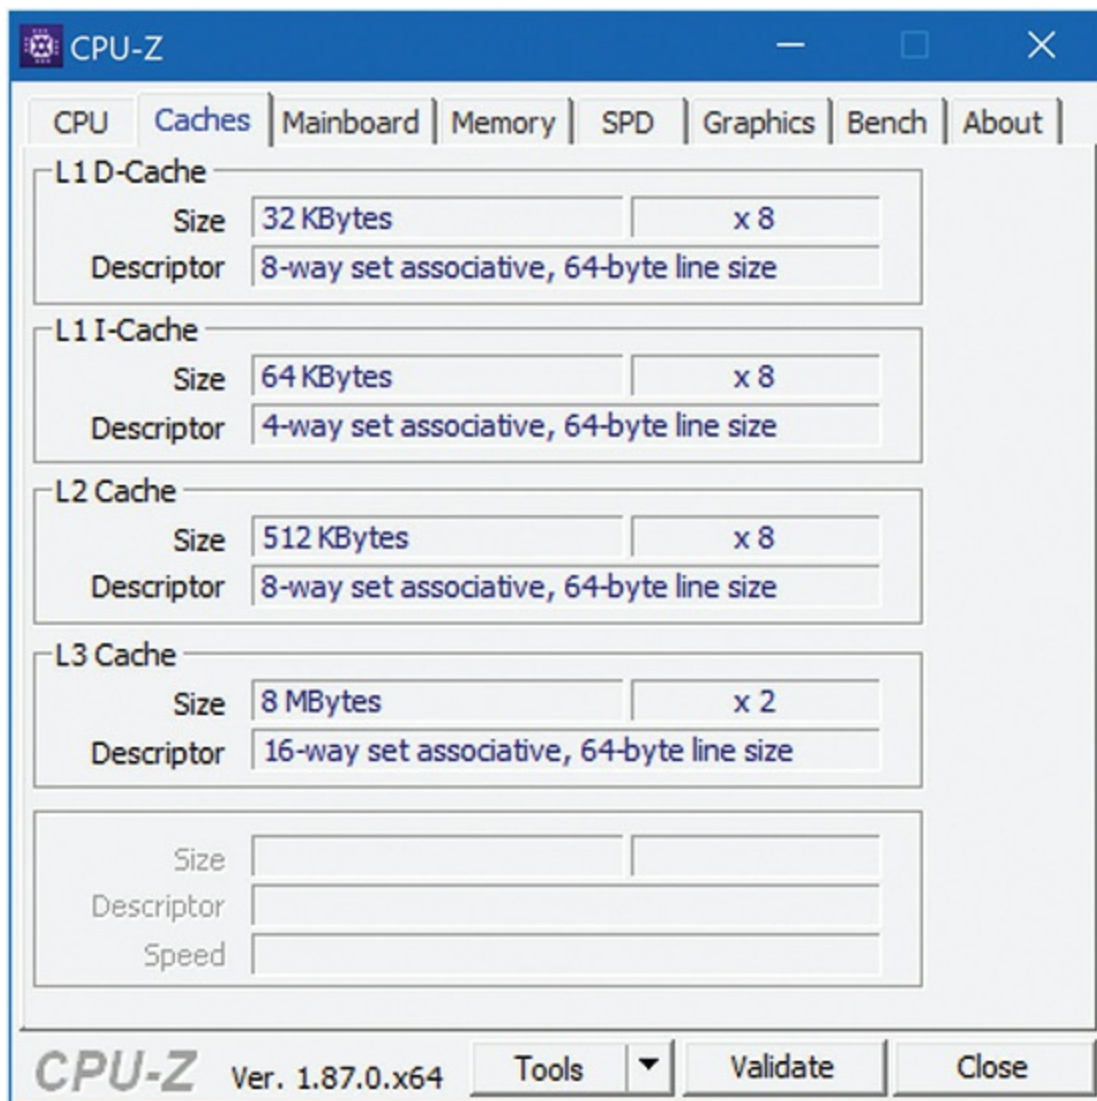 CPU-Z
CPU Caches Mainboard Memory SPD Graphics Bench About
L1 D-Cache
Size 32 KBytes x 8
Descriptor 8-way set associative, 64-byte line size
L1 I-Cache
Size 64 KBytes x 8
Descriptor 4-way set associative, 64-byte line size
L2 Cache
Size 512 KBytes x 8
Descriptor 8-way set associative, 64-byte line size
L3 Cache
Size 8 MBytes x 2
Descriptor 16-way set associative, 64-byte line size
Size
Descriptor
Speed
CPU-Z Ver. 1.87.0.x64 Tools Validate Close